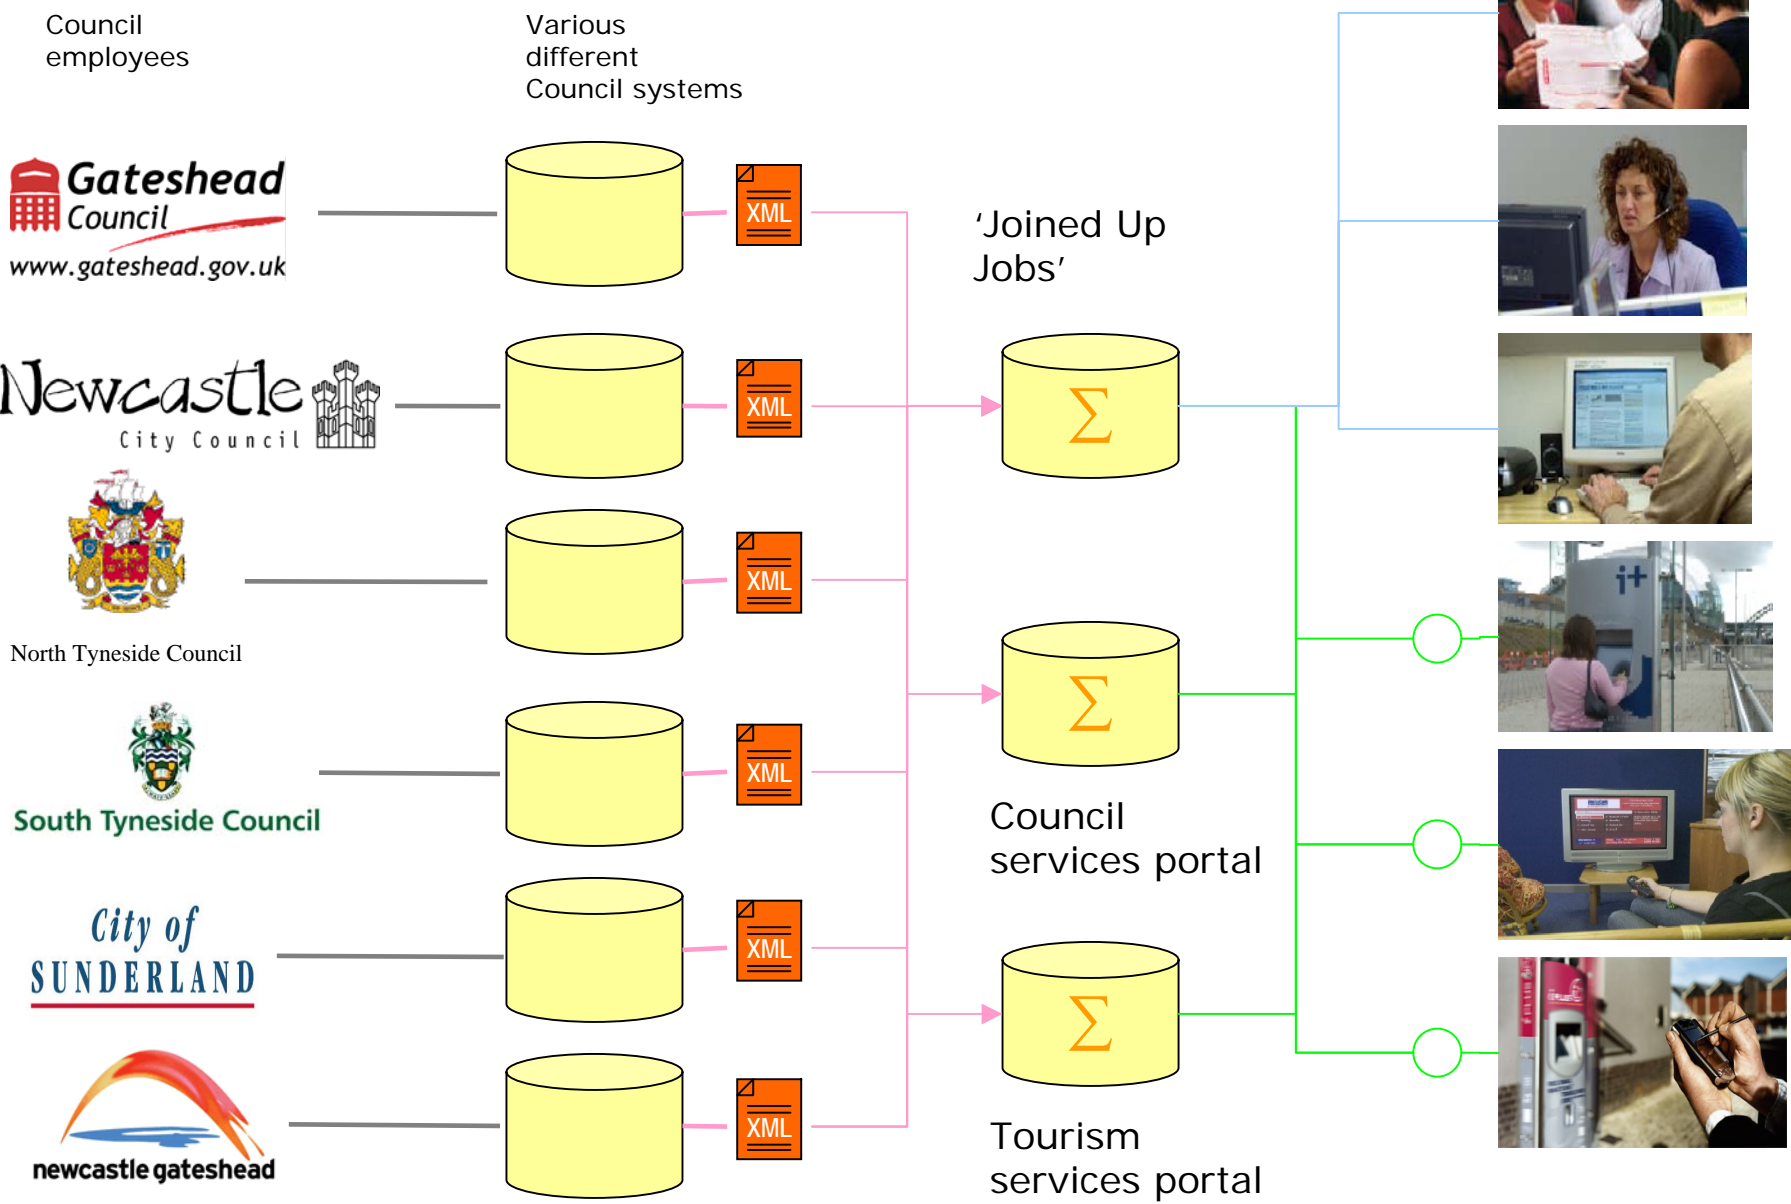 Council
employees
Various
different
Council systems
Gateshead
Council
www.gateshead.gov.uk
XML
'Joined Up
Jobs'
Newcastle
City Council
XML
Σ
XML
i+
North Tyneside Council
Σ
XML
South Tyneside Council
Council
services portal
City of
SUNDERLAND
XML
Σ
newcastle gateshead
XML
Tourism
services portal